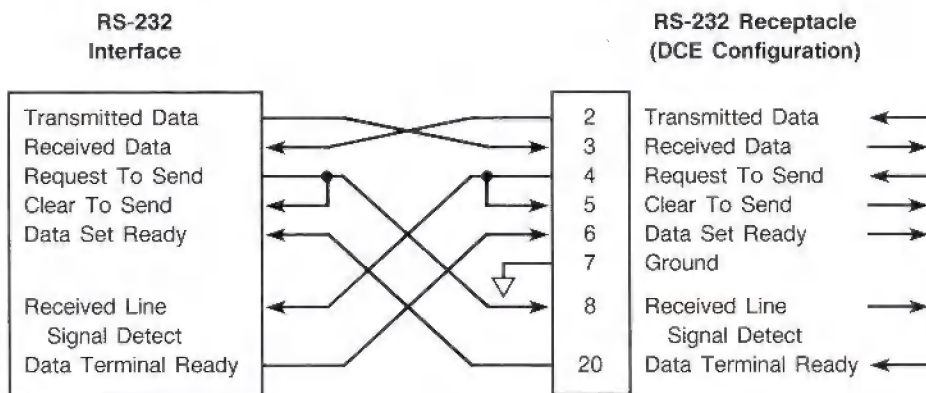 RS-232
Interface
RS-232 Receptacle
(DCE Configuration)
Transmitted Data
Received Data
Request To Send
Clear To Send
Data Set Ready
Received Line
Signal Detect
Data Terminal Ready
2 Transmitted Data
3 Received Data
4 Request To Send
5 Clear To Send
6 Data Set Ready
7 Ground
8 Received Line
Signal Detect
20 Data Terminal Ready